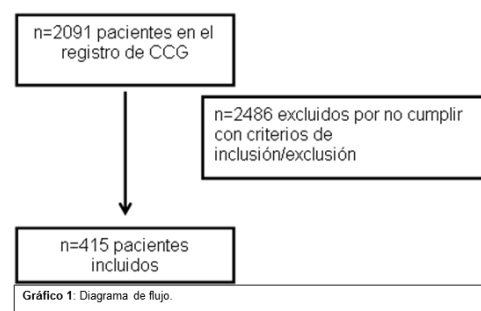 n=2091 pacientes en el
registro de CCG
n=2486 excluidos por no cumplir
con criterios de
inclusión/exclusión
n=415 pacientes
incluidos
Gráfico 1: Diagrama de flujo.